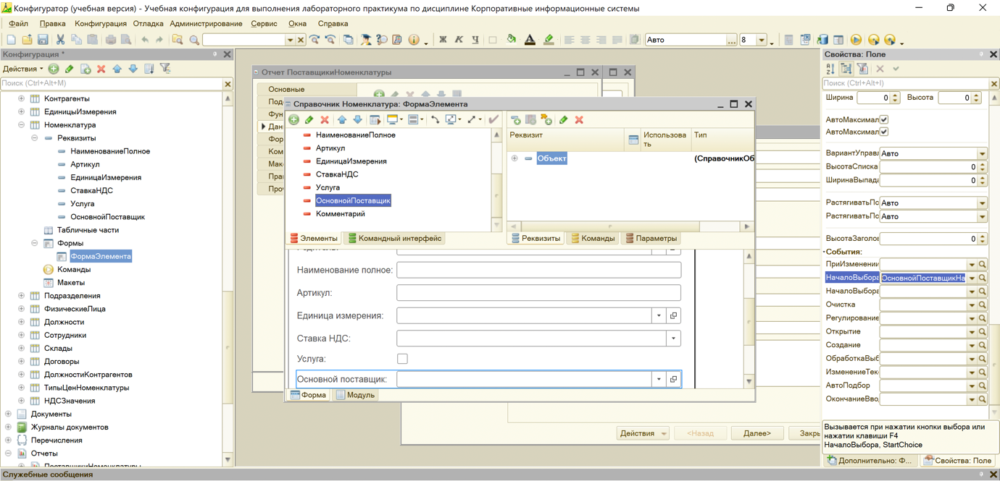 Конфигуратор (учебная версия) - Учебная конфигурация для выполнения лабораторного практикума по дисциплине Корпоративные информационные системы
Файл Правка Конфигурация Отладка Администрирование Сервис Окна Справка
Ж К Ч Авто 8
Конфигурация *
Действия
Поиск (Ctrl+Alt+M)
Контрагенты
ЕдиницыИзмерения
Номенклатура
Реквизиты
НаименованиеПолное
Артикул
ЕдиницаИзмерения
СтавкаНДС
Услуга
ОсновнойПоставщик
Табличные части
Формы
ФормаЭлемента
Команды
Макеты
Подразделения
ФизическиеЛица
Должности
Сотрудники
Склады
Договоры
ДолжностиКонтрагентов
ТипыЦенНоменклатуры
НДСЗначения
Документы
Журналы документов
Перечисления
Отчеты
ПоставщикиНоменклатуры
Отчет ПоставщикиНоменклатуры
Основные
Под
Фун
Дан
Фор
Ком
Мак
Пра
Про
Справочник Номенклатура: ФормаЭлемента
НаименованиеПолное
Артикул
ЕдиницаИзмерения
СтавкаНДС
Услуга
ОсновнойПоставщик
Комментарий
Элементы Командный интерфейс
Реквизит Использова
ть Тип
Объект (СправочникОб
Реквизиты Команды Параметры
Родитель:
Наименование полное:
Артикул:
Единица измерения:
Ставка НДС:
Услуга:
Основной поставщик:
Форма Модуль
Действия <Назад Далее> Закры
Свойства: Поле
Поиск (Ctrl+Alt+I)
Ширина 0 Высота 0
АвтоМаксимал
АвтоМаксимал
ВариантУправл Авто
ВысотаСписка 0
ШиринаВыпада 0
РастягиватьПо Авто
РастягиватьПо Авто
ВысотаЗаголов 0
События:
ПриИзменении
НачалоВыбора ОсновнойПоставщикНа
НачалоВыбора
Очистка
Регулирование
Открытие
Создание
ОбработкаВыб
ИзменениеТек
АвтоПодбор
ОкончаниеВво
Вызывается при нажатии кнопки выбора или
нажатии клавиши F4
НачалоВыбора, StartChoice
Дополнительно: Ф... Свойства: Поле
Служебные сообщения